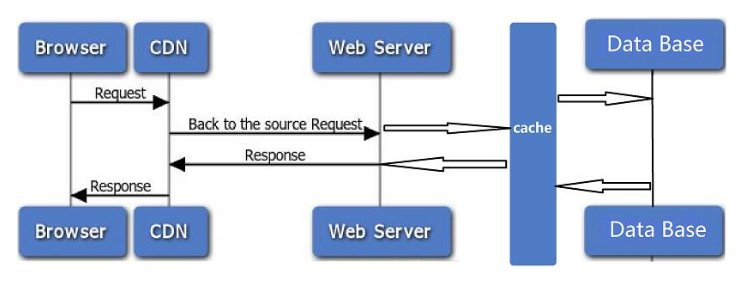 Browser
CDN
Web Server
Data Base
Request
Back to the source Request
cache
Response
Response
Browser
CDN
Web Server
Data Base